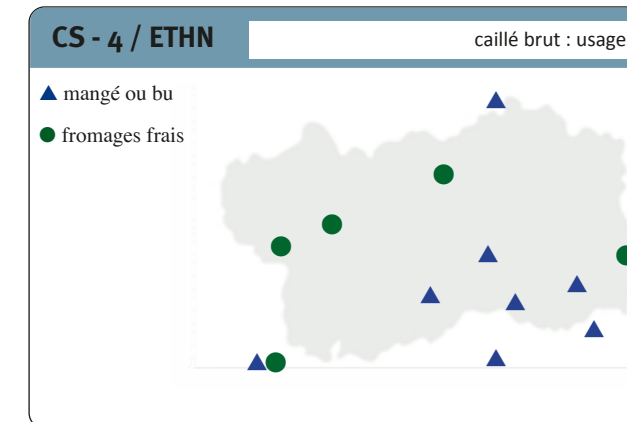 CS - 4 / ETHN
caillé brut : usage
mangé ou bu
fromages frais